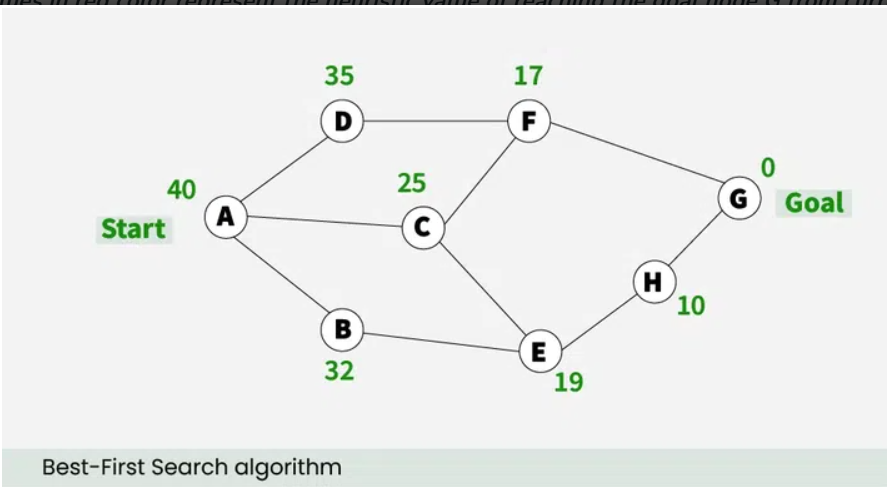 35 17
D F
0
40 25 G Goal
Start A C
H
10
B E
32 19
Best-First Search algorithm